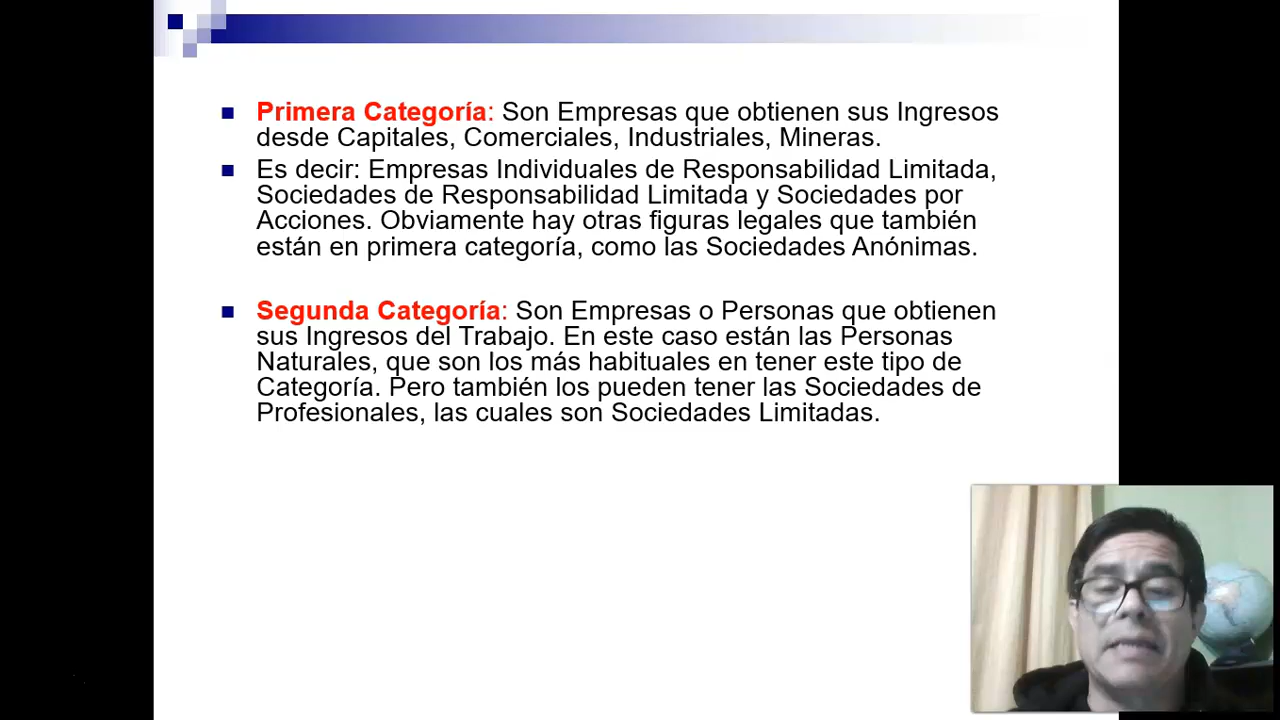 Primera Categoría: Son Empresas que obtienen sus Ingresos
desde Capitales, Comerciales, Industriales, Mineras.
Es decir: Empresas Individuales de Responsabilidad Limitada,
Sociedades de Responsabilidad Limitada y Sociedades por
Acciones. Obviamente hay otras figuras legales que también
están en primera categoría, como las Sociedades Anónimas.
Segunda Categoría: Son Empresas o Personas que obtienen
sus Ingresos del Trabajo. En este caso están las Personas
Naturales, que son los más habituales en tener este tipo de
Categoría. Pero también los pueden tener las Sociedades de
Profesionales, las cuales son Sociedades Limitadas.